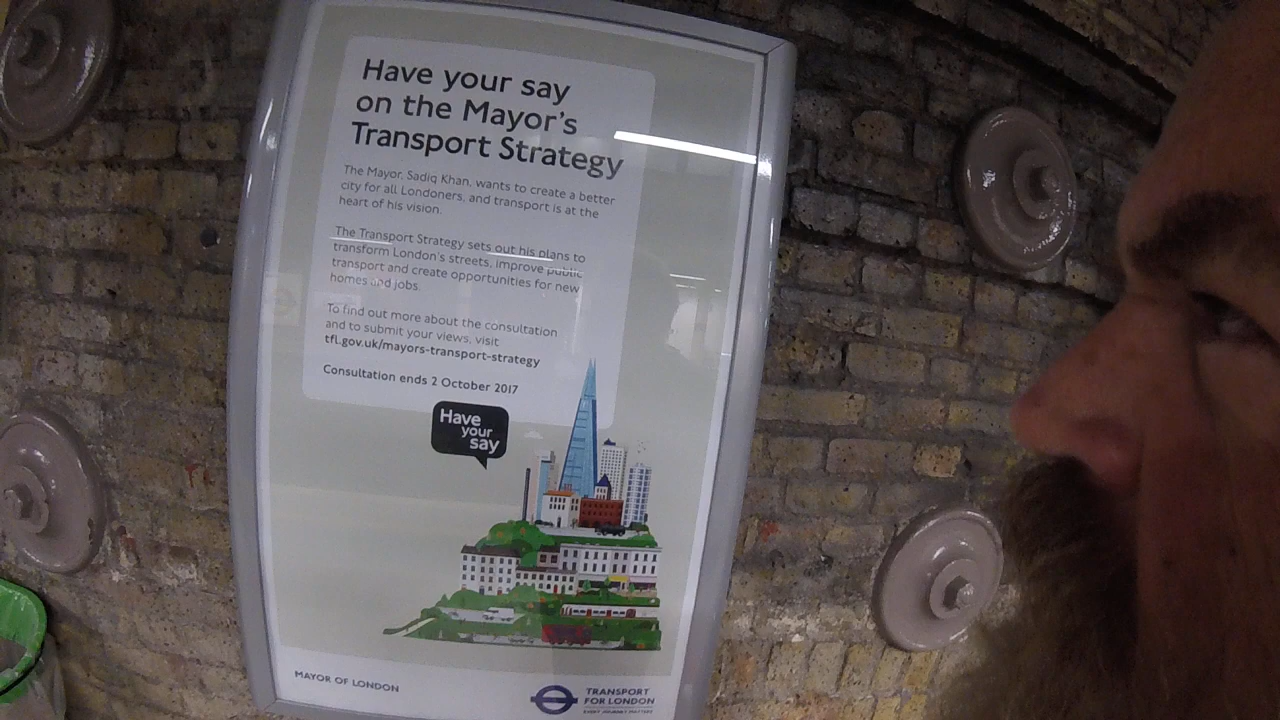 Have your say
on the Mayor's
Transport Strategy
The Mayor, Sadiq Khan, wants to create a better
city for all Londoners, and transport is at the
heart of his vision.
The Transport Strategy sets out his plans to
transform London's streets, improve public
transport and create opportunities for new
homes and jobs.
To find out more about the consultation
and to submit your views, visit
tfl.gov.uk/mayors-transport-strategy
Consultation ends 2 October 2017
Have
your
say
MAYOR OF LONDON
TRANSPORT
FOR LONDON
EVERY JOURNEY MATTERS